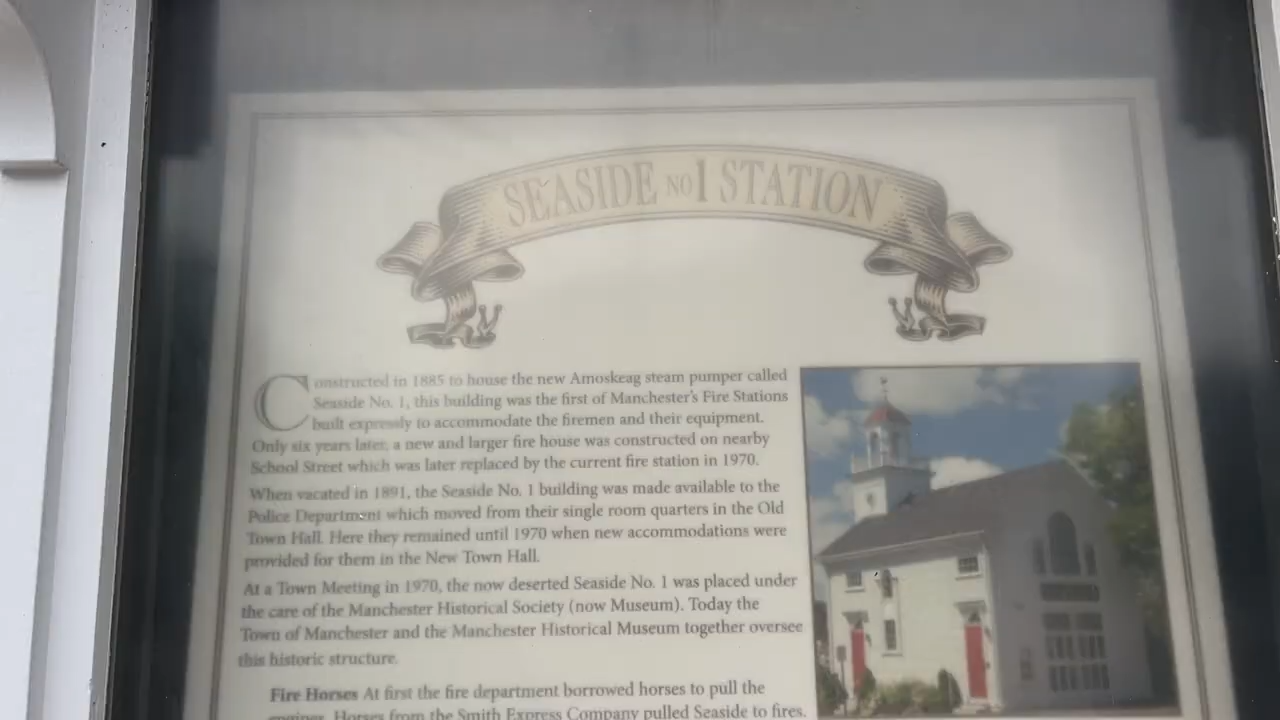 SEASIDE NO1 STATION
Constructed in 1885 to house the new Amoskeag steam pumper called
Seaside No. 1, this building was the first of Manchester's Fire Stations
built expressly to accommodate the firemen and their equipment.
Only six years later, a new and larger fire house was constructed on nearby
School Street which was later replaced by the current fire station in 1970.
When vacated in 1891, the Seaside No. 1 building was made available to the
Police Department which moved from their single room quarters in the Old
Town Hall. Here they remained until 1970 when new accommodations were
provided for them in the New Town Hall.
At a Town Meeting in 1970, the now deserted Seaside No. 1 was placed under
the care of the Manchester Historical Society (now Museum). Today the
Town of Manchester and the Manchester Historical Museum together oversee
this historic structure.
Fire Horses At first the fire department borrowed horses to pull the
engines. Horses from the Smith Express Company pulled Seaside to fires.